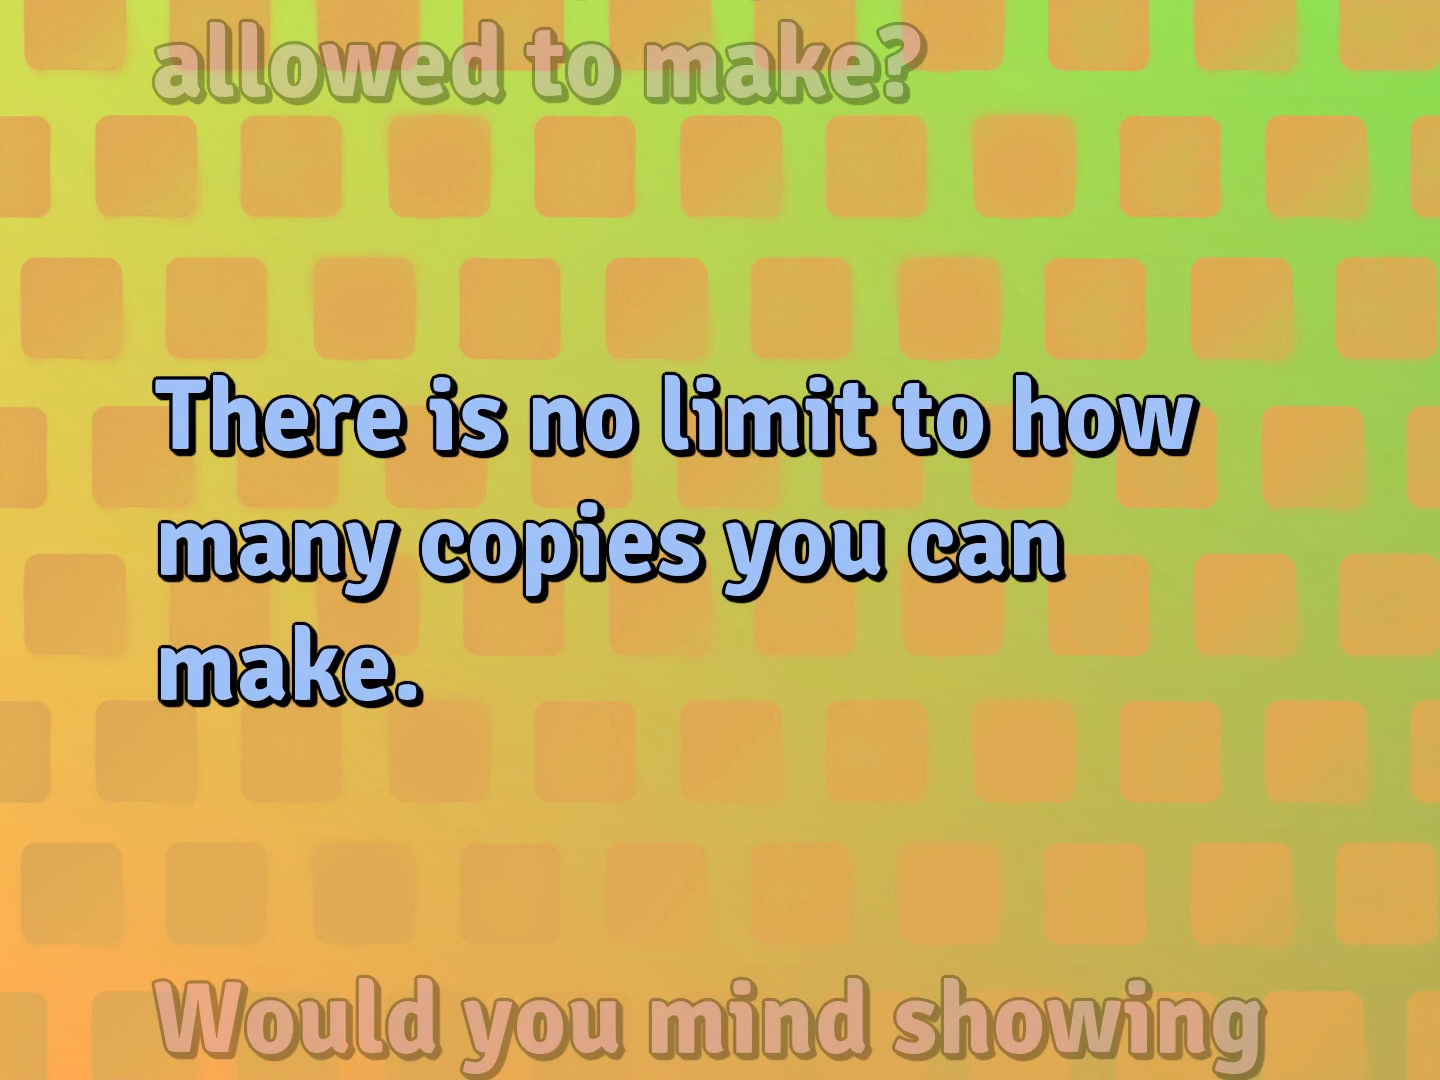 allowed to make?
There is no limit to how
many copies you can
make.
Would you mind showing